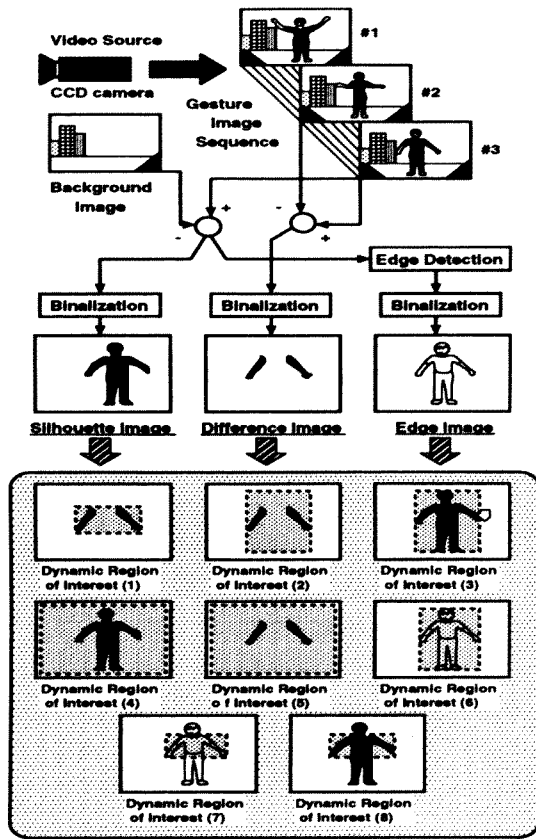 Video Source
CCD camera
Gesture
Image
Sequence
#1
#2
#3
Background
Image
+
-
-
+
Edge Detection
Binalization
Binalization
Binalization
Silhouette Image
Difference Image
Edge Image
Dynamic Region
of Interest (1)
Dynamic Region
of Interest (2)
Dynamic Region
of Interest (3)
Dynamic Region
of Interest (4)
Dynamic Region
of Interest (5)
Dynamic Region
of Interest (6)
Dynamic Region
of Interest (7)
Dynamic Region
of Interest (8)